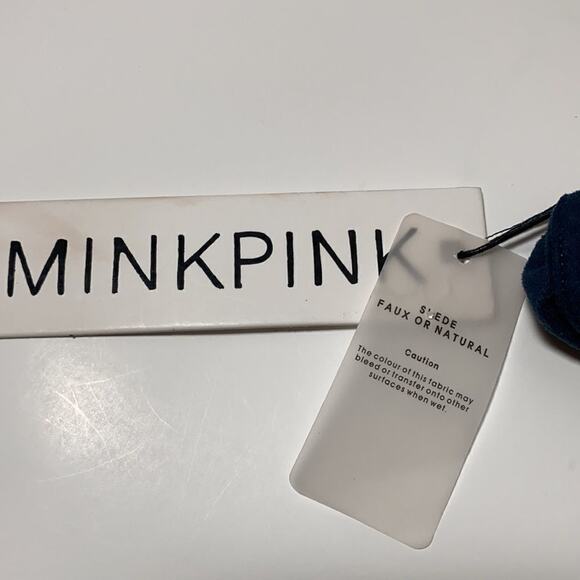 MINKPINK
SUEDE
FAUX OR NATURAL
Caution
The colour of this fabric may
bleed or transfer onto other
surfaces when wet.